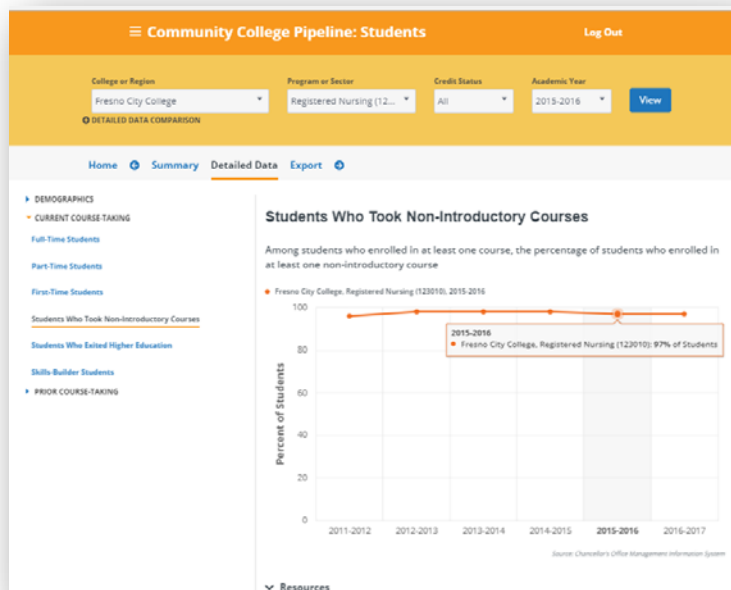 Community College Pipeline: Students
Log Out
College or Region
Program or Sector
Credit Status
Academic Year
Fresno City College
Registered Nursing (12...
All
2015-2016
View
DETAILED DATA COMPARISON
Home
Summary
Detailed Data
Export
DEMOGRAPHICS
CURRENT COURSE-TAKING
Full-Time Students
Part-Time Students
First-Time Students
Students Who Took Non-Introductory Courses
Students Who Exited Higher Education
Skills-Builder Students
PRIOR COURSE-TAKING
Students Who Took Non-Introductory Courses
Among students who enrolled in at least one course, the percentage of students who enrolled in
at least one non-introductory course
Fresno City College, Registered Nursing (123010), 2015-2016
Percent of Students
100
80
60
40
20
0
2015-2016
Fresno City College, Registered Nursing (123010): 97% of Students
2011-2012
2012-2013
2013-2014
2014-2015
2015-2016
2016-2017
Source: Chancellor's Office Management Information System
Resources